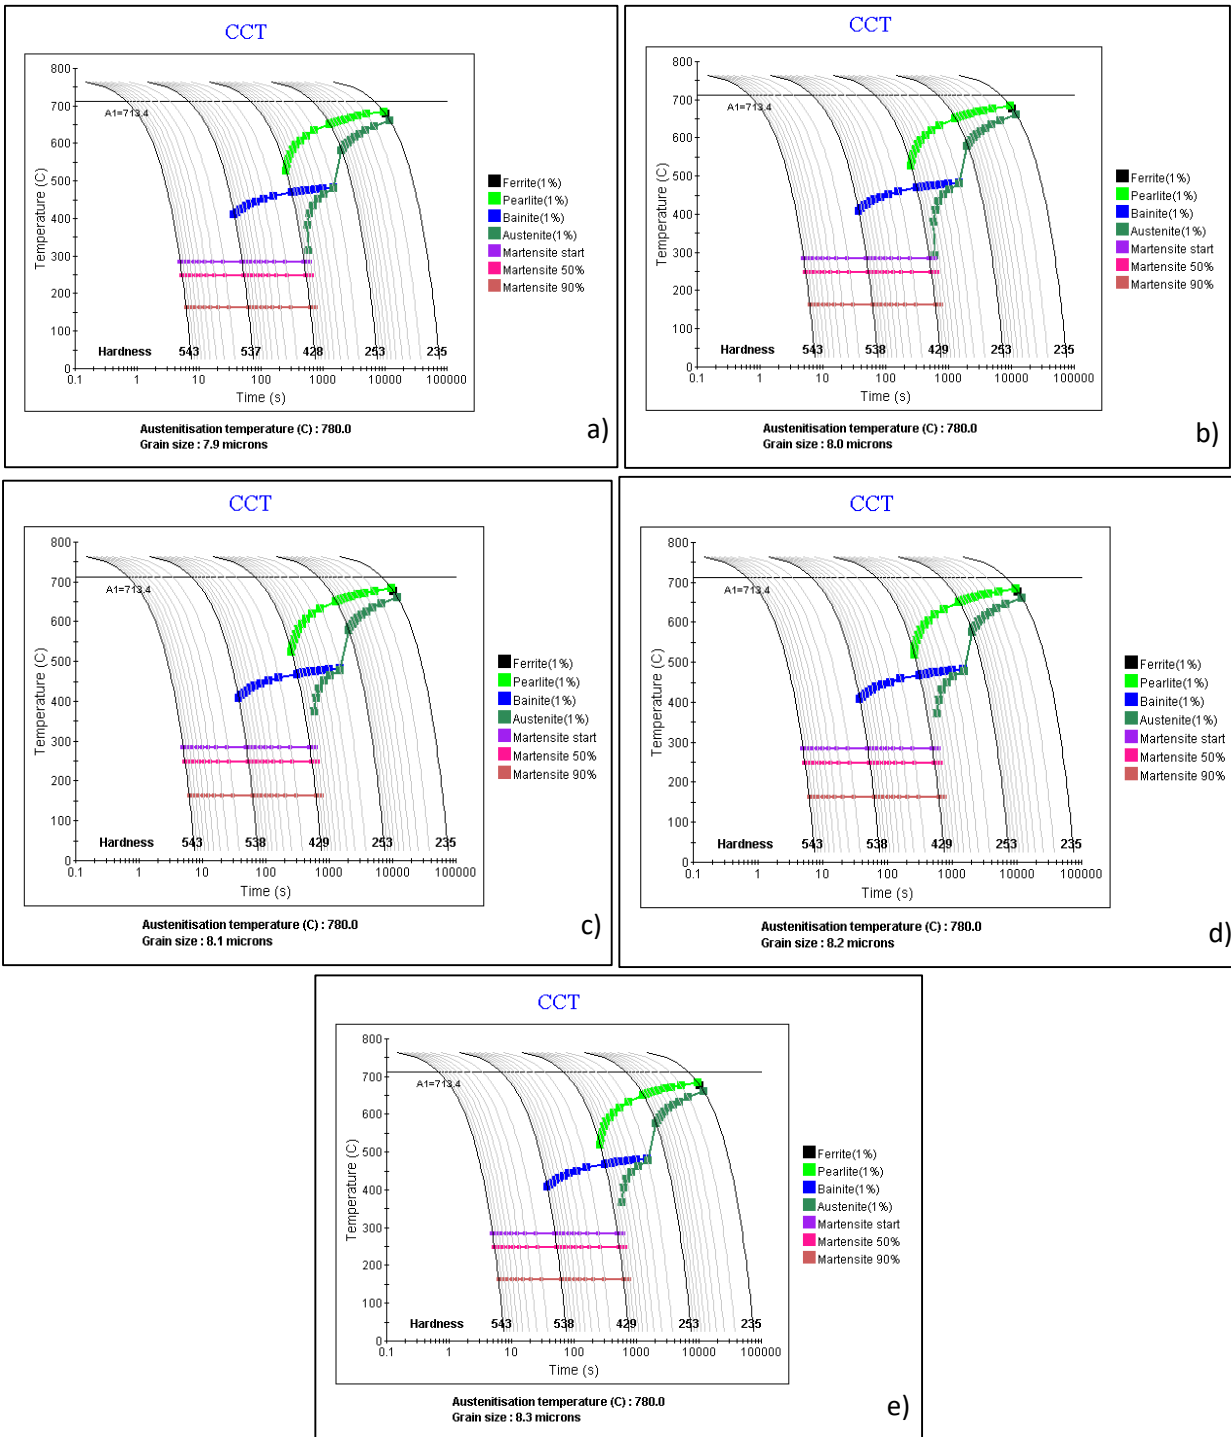 CCT
800
700
600
500
400
300
200
100
0
Temperature (C)
A1=713.4
Hardness 543 537 428 253 235
0.1 1 10 100 1000 10000 100000
Time (s)
Ferrite(1%)
Pearlite(1%)
Bainite(1%)
Austenite(1%)
Martensite start
Martensite 50%
Martensite 90%
Austenitisation temperature (C) : 780.0
Grain size : 7.9 microns
a)
CCT
800
700
600
500
400
300
200
100
0
Temperature (C)
A1=713.4
Hardness 543 538 429 253 235
0.1 1 10 100 1000 10000 100000
Time (s)
Ferrite(1%)
Pearlite(1%)
Bainite(1%)
Austenite(1%)
Martensite start
Martensite 50%
Martensite 90%
Austenitisation temperature (C) : 780.0
Grain size : 8.0 microns
b)
CCT
800
700
600
500
400
300
200
100
0
Temperature (C)
A1=713.4
Hardness 543 538 429 253 235
0.1 1 10 100 1000 10000 100000
Time (s)
Ferrite(1%)
Pearlite(1%)
Bainite(1%)
Austenite(1%)
Martensite start
Martensite 50%
Martensite 90%
Austenitisation temperature (C) : 780.0
Grain size : 8.1 microns
c)
CCT
800
700
600
500
400
300
200
100
0
Temperature (C)
A1=713.4
Hardness 543 538 429 253 235
0.1 1 10 100 1000 10000 100000
Time (s)
Ferrite(1%)
Pearlite(1%)
Bainite(1%)
Austenite(1%)
Martensite start
Martensite 50%
Martensite 90%
Austenitisation temperature (C) : 780.0
Grain size : 8.2 microns
d)
CCT
800
700
600
500
400
300
200
100
0
Temperature (C)
A1=713.4
Hardness 543 538 429 253 235
0.1 1 10 100 1000 10000 100000
Time (s)
Ferrite(1%)
Pearlite(1%)
Bainite(1%)
Austenite(1%)
Martensite start
Martensite 50%
Martensite 90%
Austenitisation temperature (C) : 780.0
Grain size : 8.3 microns
e)